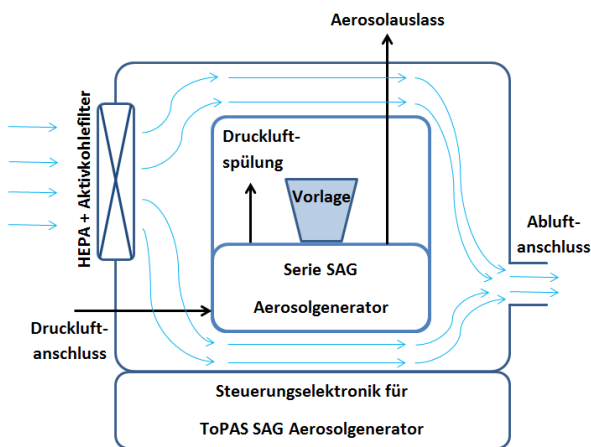 Aerosolauslass
HEPA + Aktivkohlefilter
Druckluft-
spülung
Vorlage
Abluft-
anschluss
Serie SAG
Aerosolgenerator
Druckluft-
anschluss
Steuerungselektronik für
ToPAS SAG Aerosolgenerator